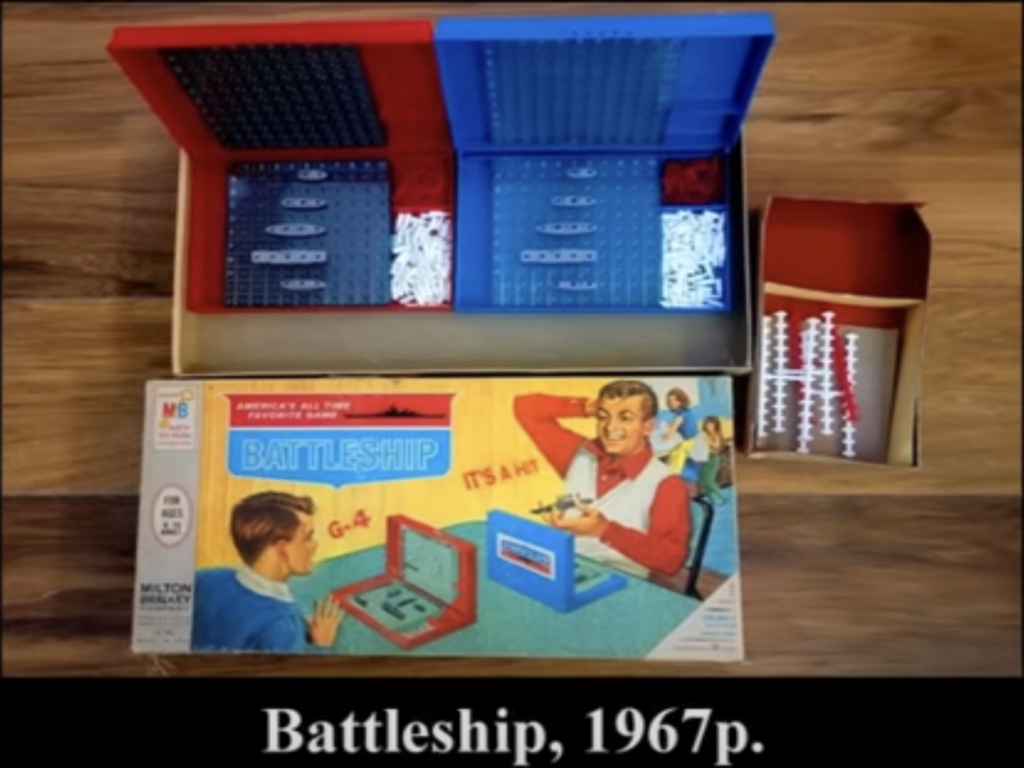 AMERICA'S ALL TIME
FAVORITE GAME
BATTLESHIP
IT'S A HIT
G-4
MB
FOR
AGES
MILTON
BRADLEY
Battleship, 1967р.